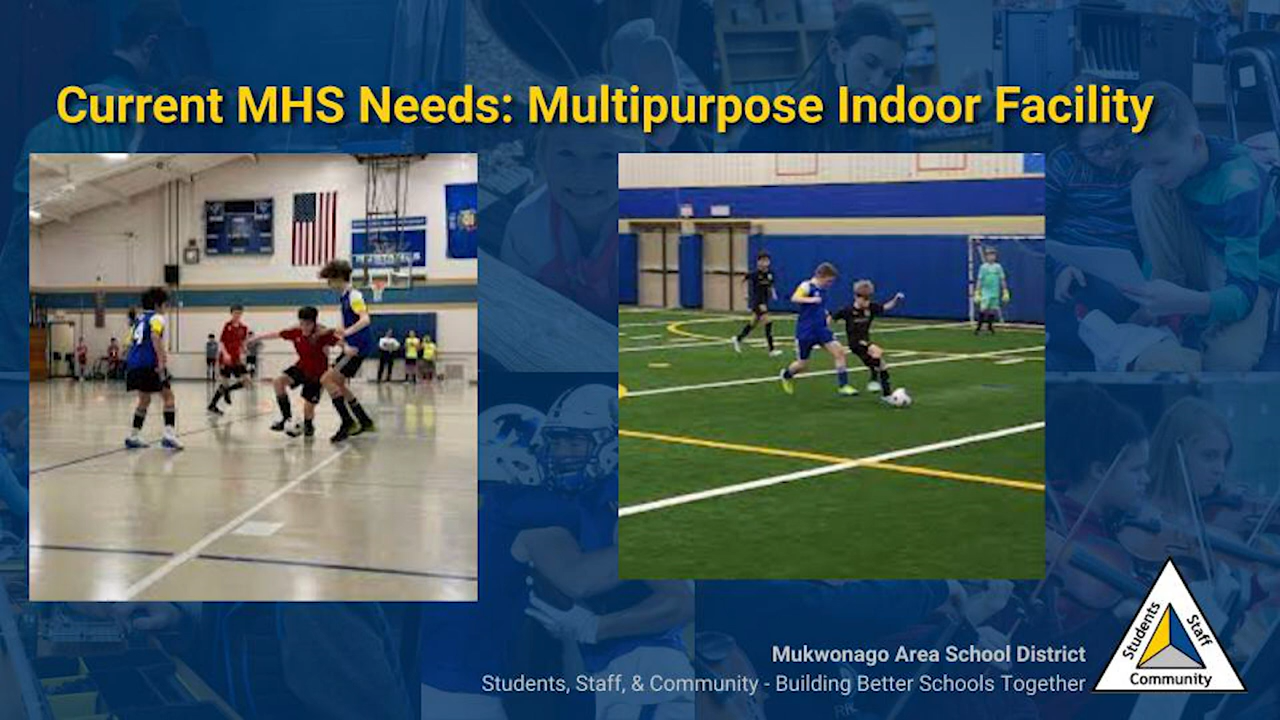 Current MHS Needs: Multipurpose Indoor Facility
Mukwonago Area School District
Students, Staff, & Community - Building Better Schools Together
Students
Staff
Community